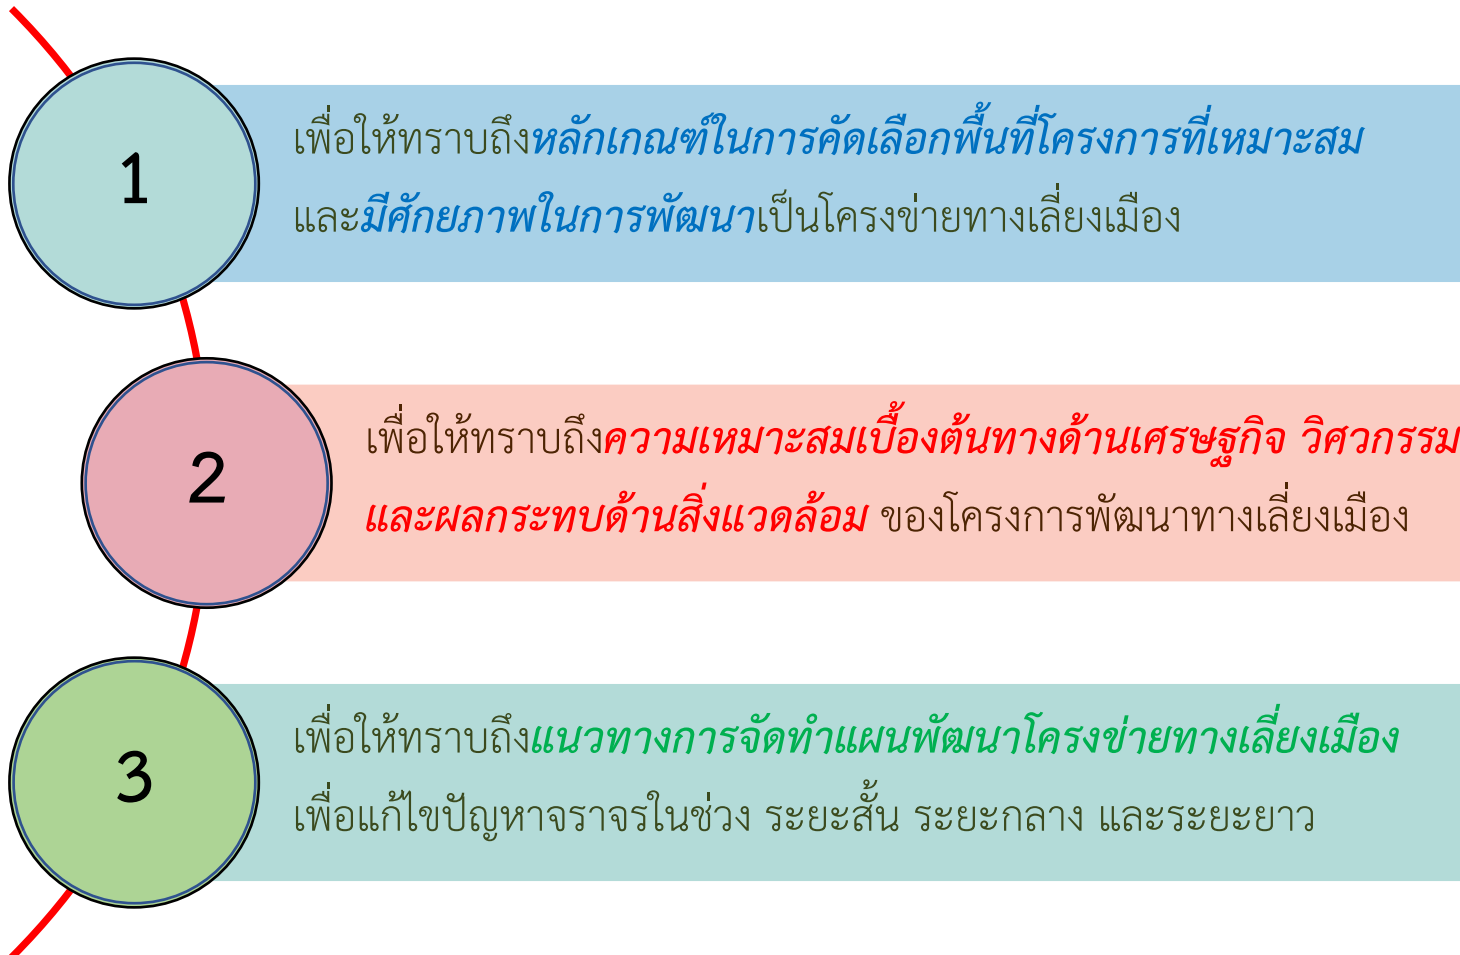 1
เพื่อให้ทราบถึงหลักเกณฑ์ในการคัดเลือกพื้นที่โครงการที่เหมาะสม
และมีศักยภาพในการพัฒนาเป็นโครงข่ายทางเลี่ยงเมือง
2
เพื่อให้ทราบถึงความเหมาะสมเบื้องต้นทางด้านเศรษฐกิจ วิศวกรรม
และผลกระทบด้านสิ่งแวดล้อม ของโครงการพัฒนาทางเลี่ยงเมือง
3
เพื่อให้ทราบถึงแนวทางการจัดทำแผนพัฒนาโครงข่ายทางเลี่ยงเมือง
เพื่อแก้ไขปัญหาจราจรในช่วง ระยะสั้น ระยะกลาง และระยะยาว